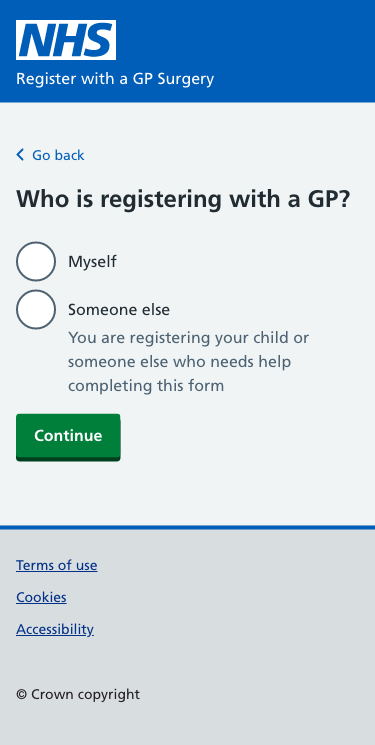 NHS
Register with a GP Surgery
Go back
Who is registering with a GP?
Myself
Someone else
You are registering your child or
someone else who needs help
completing this form
Continue
Terms of use
Cookies
Accessibility
© Crown copyright